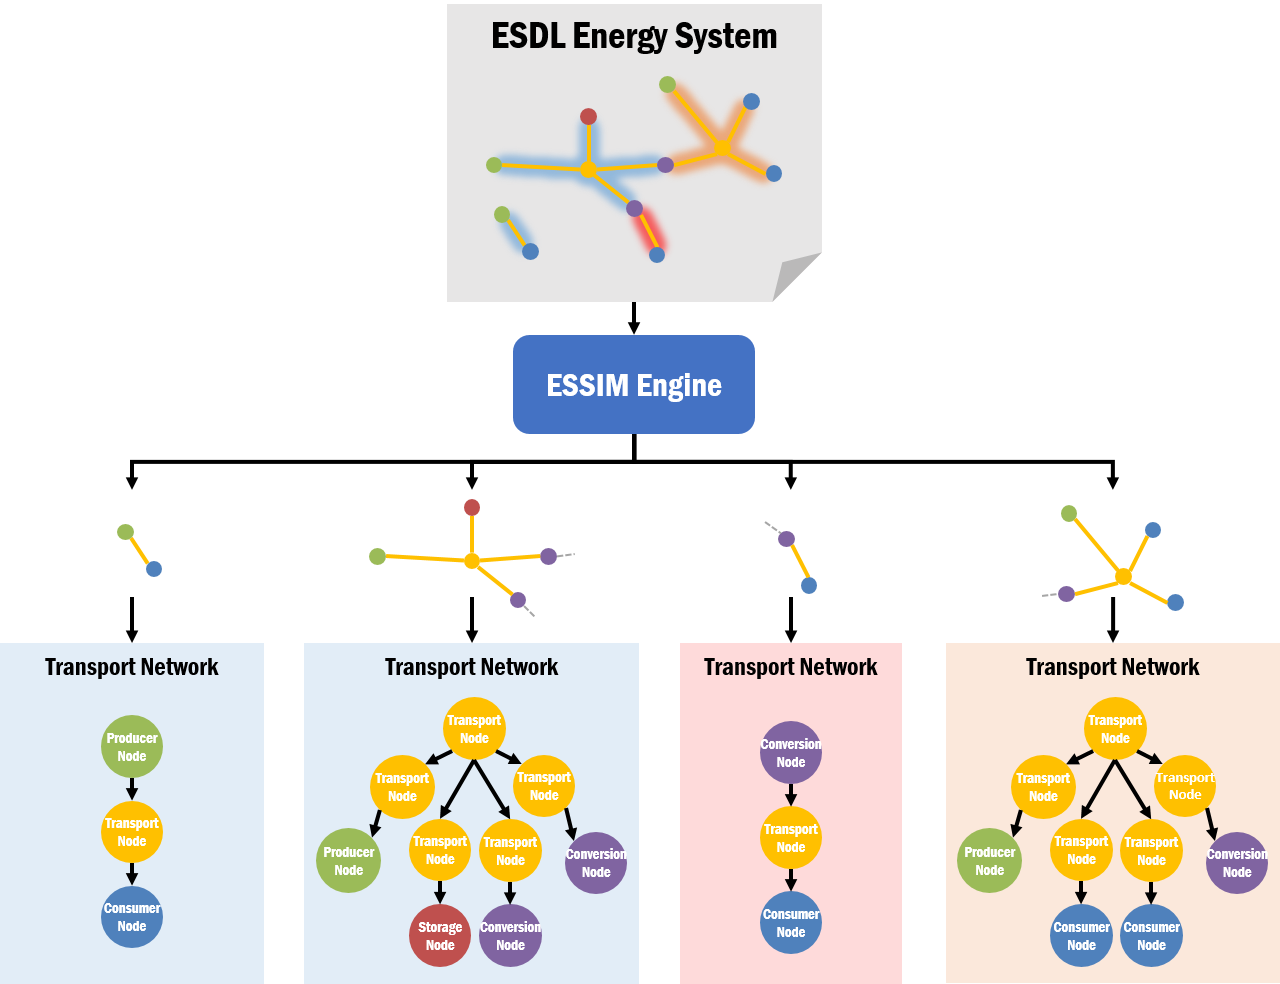 ESDL Energy System
ESSIM Engine
Transport Network
Producer
Node
Transport
Node
Consumer
Node
Transport Network
Transport
Node
Transport
Node
Transport
Node
Producer
Node
Transport
Node
Transport
Node
Conversion
Node
Storage
Node
Conversion
Node
Transport Network
Conversion
Node
Transport
Node
Consumer
Node
Transport Network
Transport
Node
Transport
Node
Transport
Node
Producer
Node
Transport
Node
Transport
Node
Conversion
Node
Consumer
Node
Consumer
Node